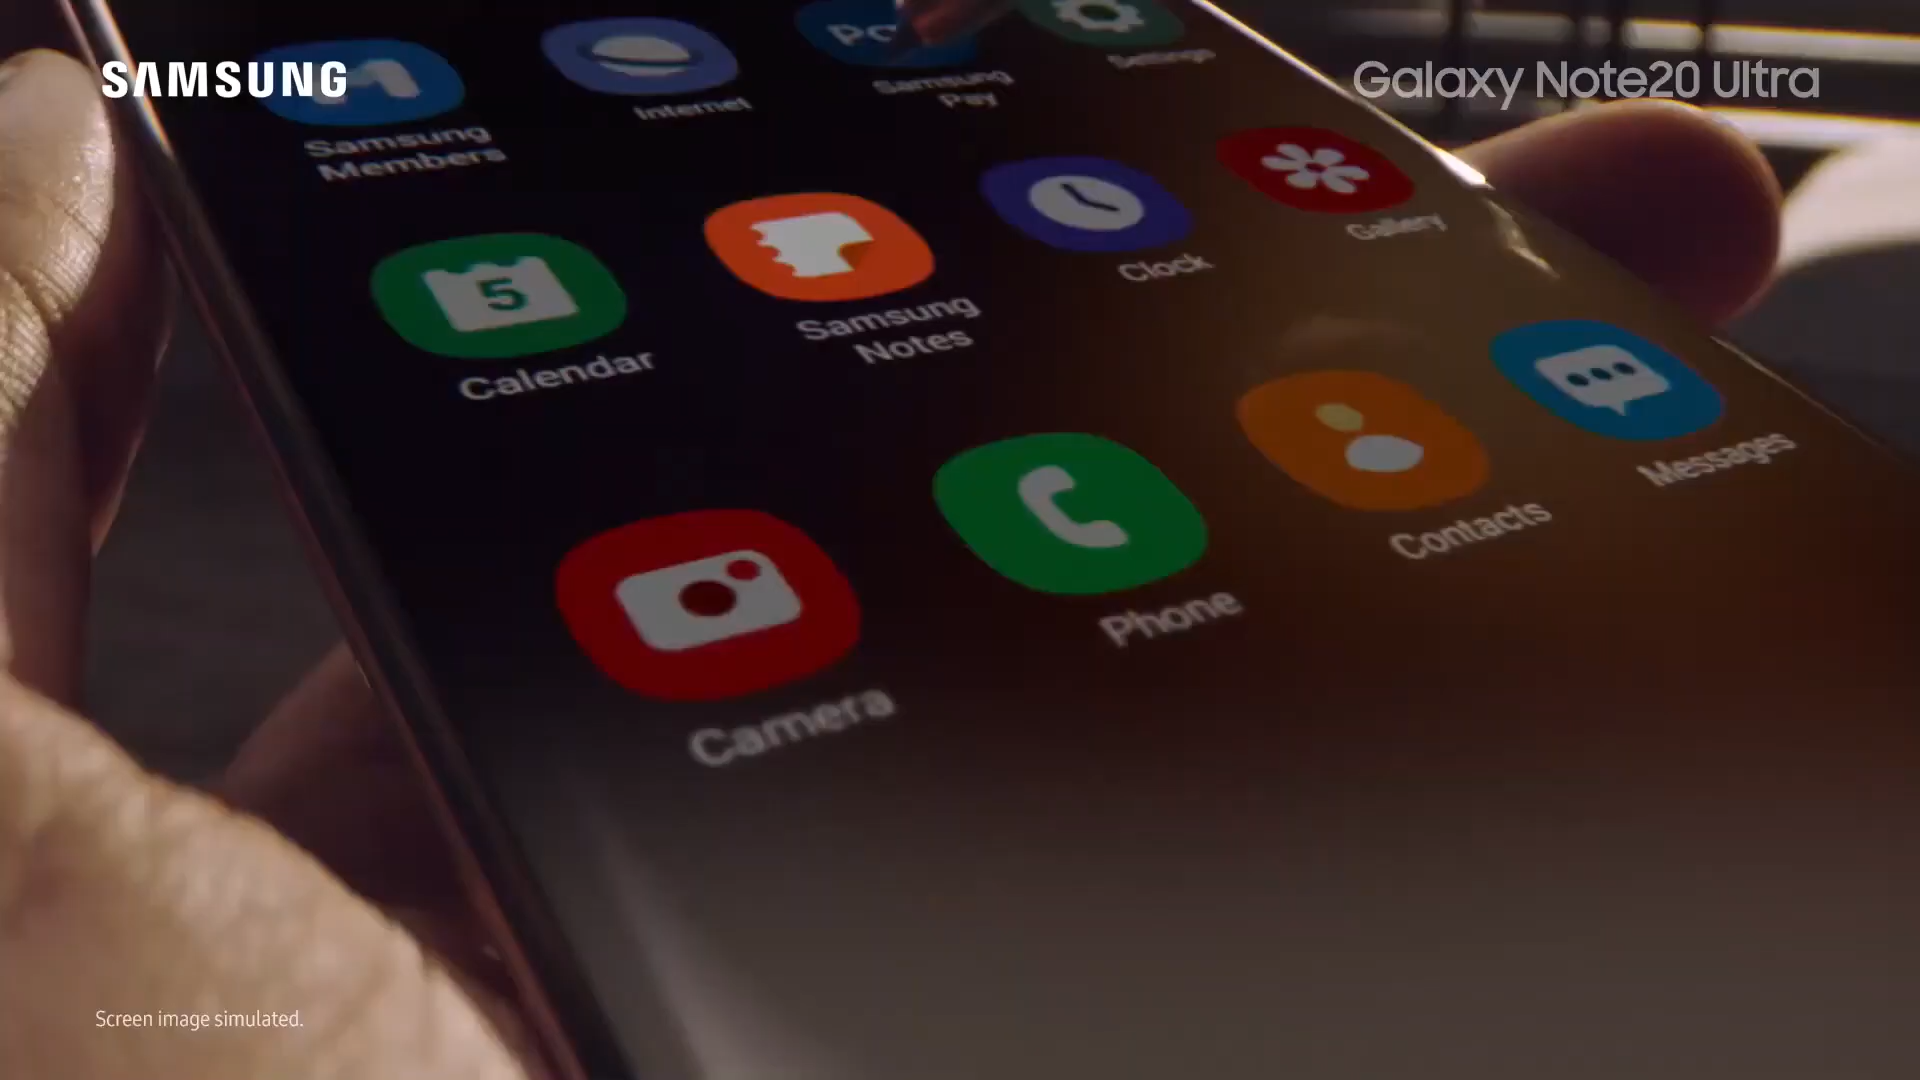 SAMSUNG
Galaxy Note20 Ultra
Samsung
Members
Internet
Samsung
Pay
Settings
5
Calendar
Samsung
Notes
Clock
Gallery
Camera
Phone
Contacts
Messages
Screen image simulated.